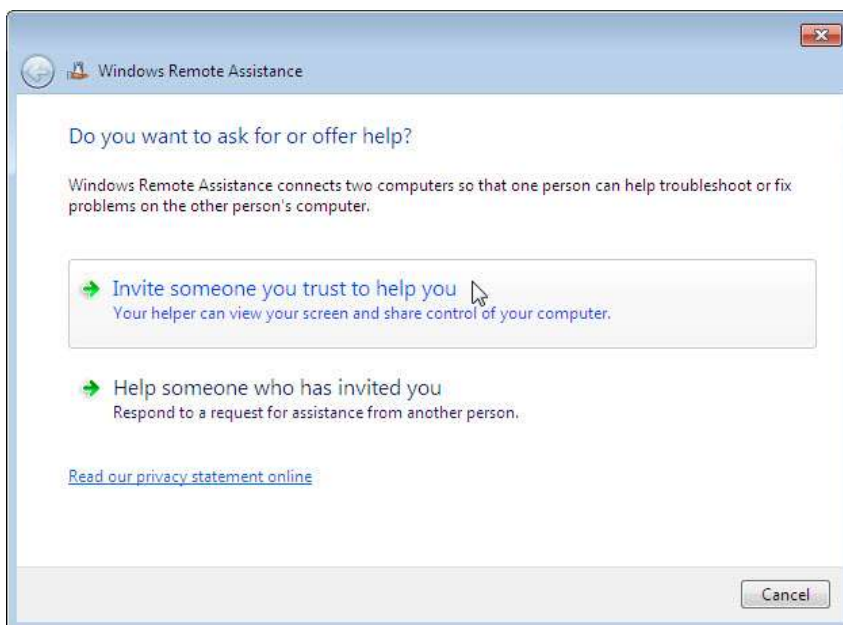 Windows Remote Assistance
Do you want to ask for or offer help?
Windows Remote Assistance connects two computers so that one person can help troubleshoot or fix
problems on the other person's computer.
Invite someone you trust to help you
Your helper can view your screen and share control of your computer.
Help someone who has invited you
Respond to a request for assistance from another person.
Read our privacy statement online
Cancel